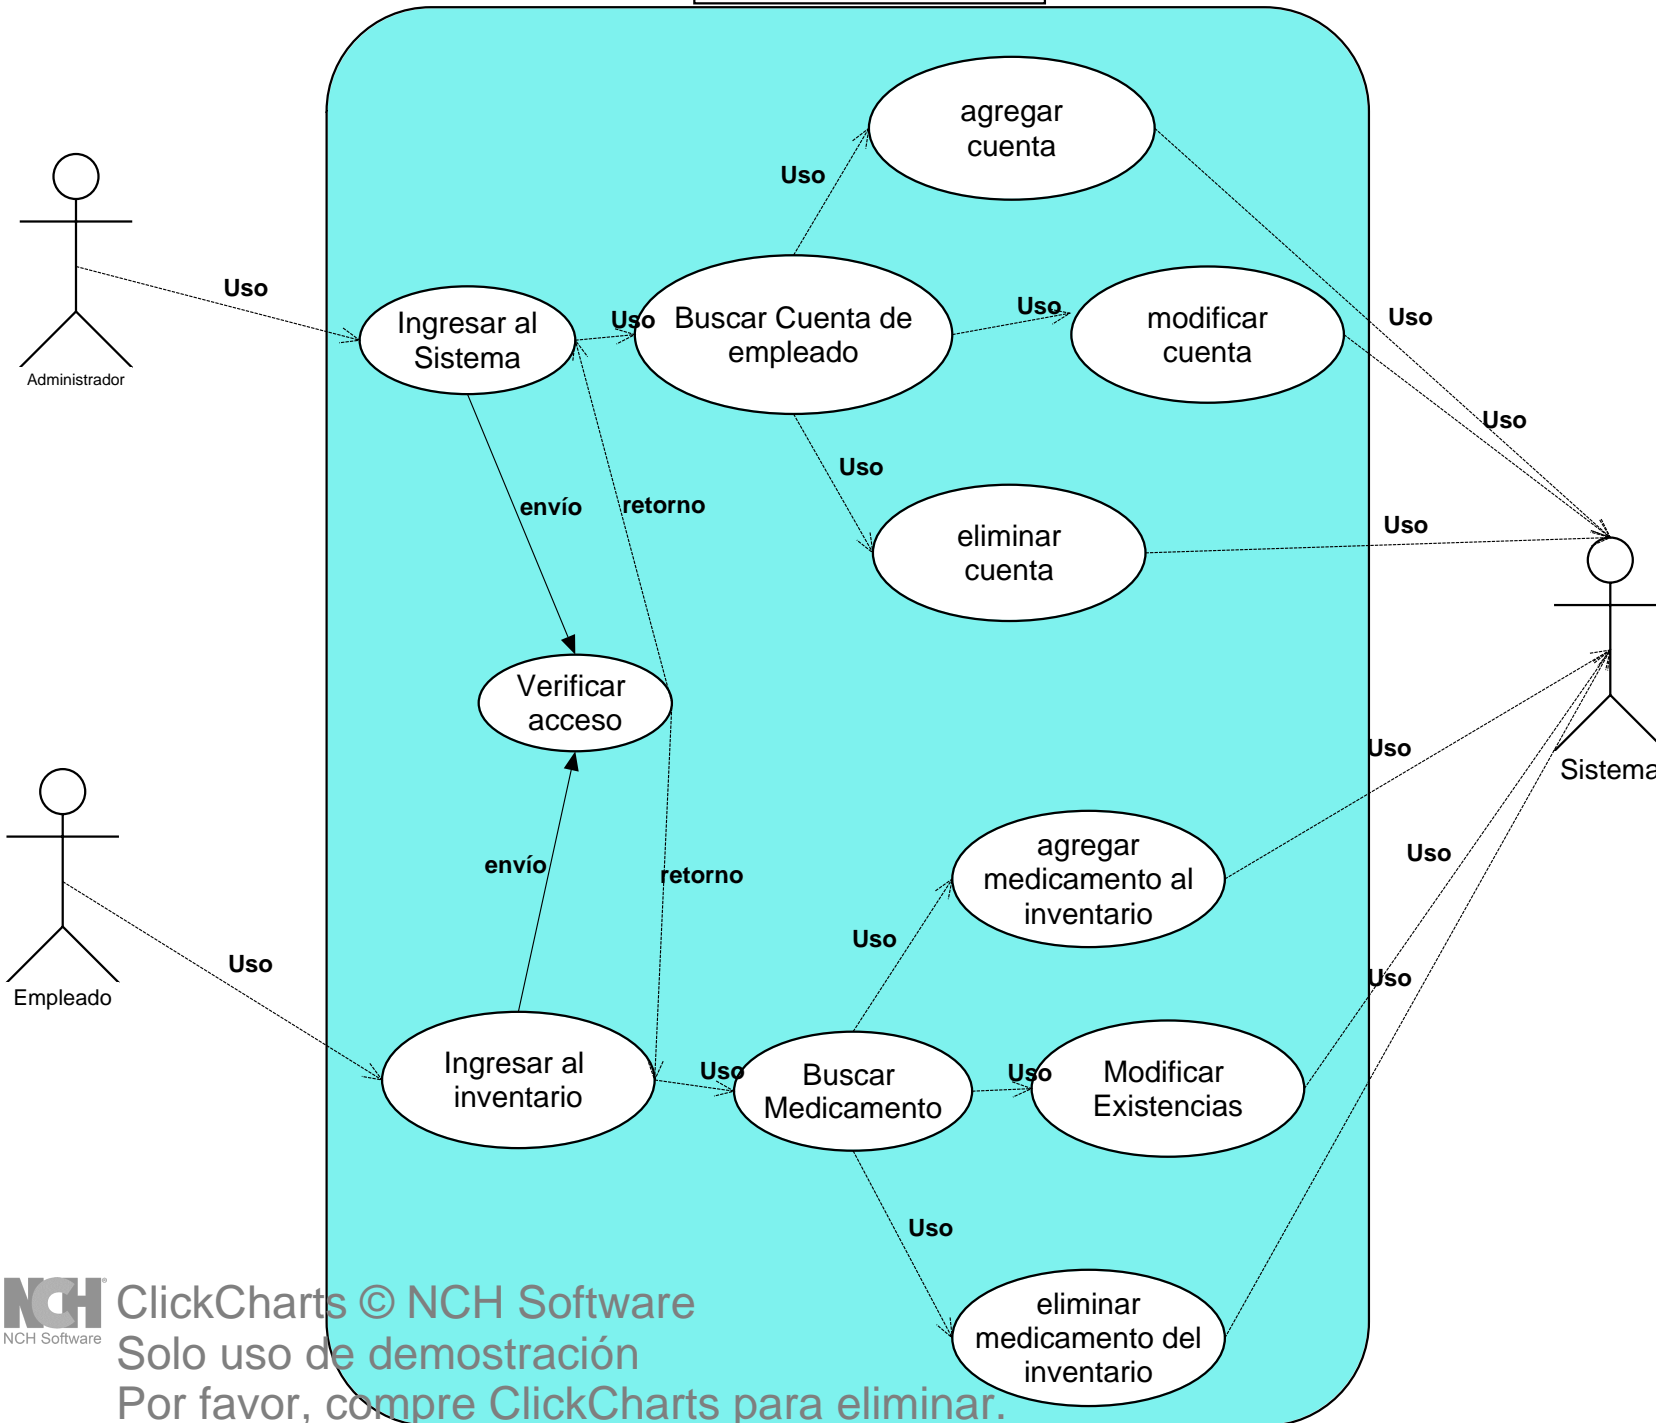 agregar
cuenta
Uso
Uso
Ingresar al
Sistema
Uso
Buscar Cuenta de
empleado
Uso
modificar
cuenta
Uso
Administrador
Uso
Uso
envío
retorno
eliminar
cuenta
Uso
Verificar
acceso
Sistema
Uso
envío
retorno
agregar
medicamento al
inventario
Uso
Uso
Uso
Empleado
Uso
Ingresar al
inventario
Uso
Buscar
Medicamento
Uso
Modificar
Existencias
Uso
eliminar
medicamento del
inventario
NCH
NCH Software
ClickCharts © NCH Software
Solo uso de demostración
Por favor, compre ClickCharts para eliminar.